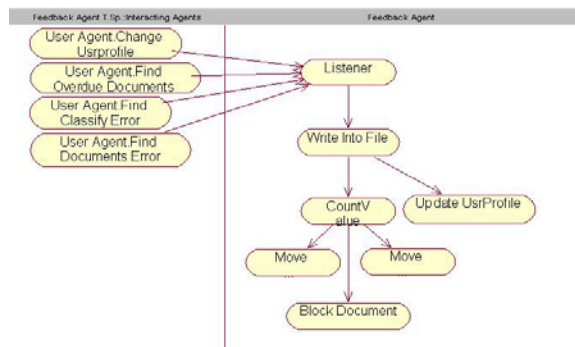 Feedback Agent T.Sp.:Interacting Agents
Feedback Agent
User Agent.Change
Usrprofile
User Agent.Find
Overdue Documents
User Agent.Find
Classify Error
User Agent.Find
Documents Error
Listener
Write Into File
CountV
alue
Update UsrProfile
Move
...
Move
Block Document